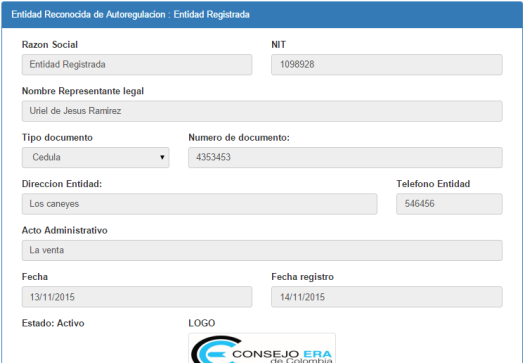 Entidad Reconocida de Autoregulacion : Entidad Registrada
Razon Social NIT
Entidad Registrada 1098928
Nombre Representante legal
Uriel de Jesus Ramirez
Tipo documento Numero de documento:
Cedula 4353453
Direccion Entidad: Telefono Entidad
Los caneyes 546456
Acto Administrativo
La venta
Fecha Fecha registro
13/11/2015 14/11/2015
Estado: Activo LOGO
CONSEJO ERA
de Colombia